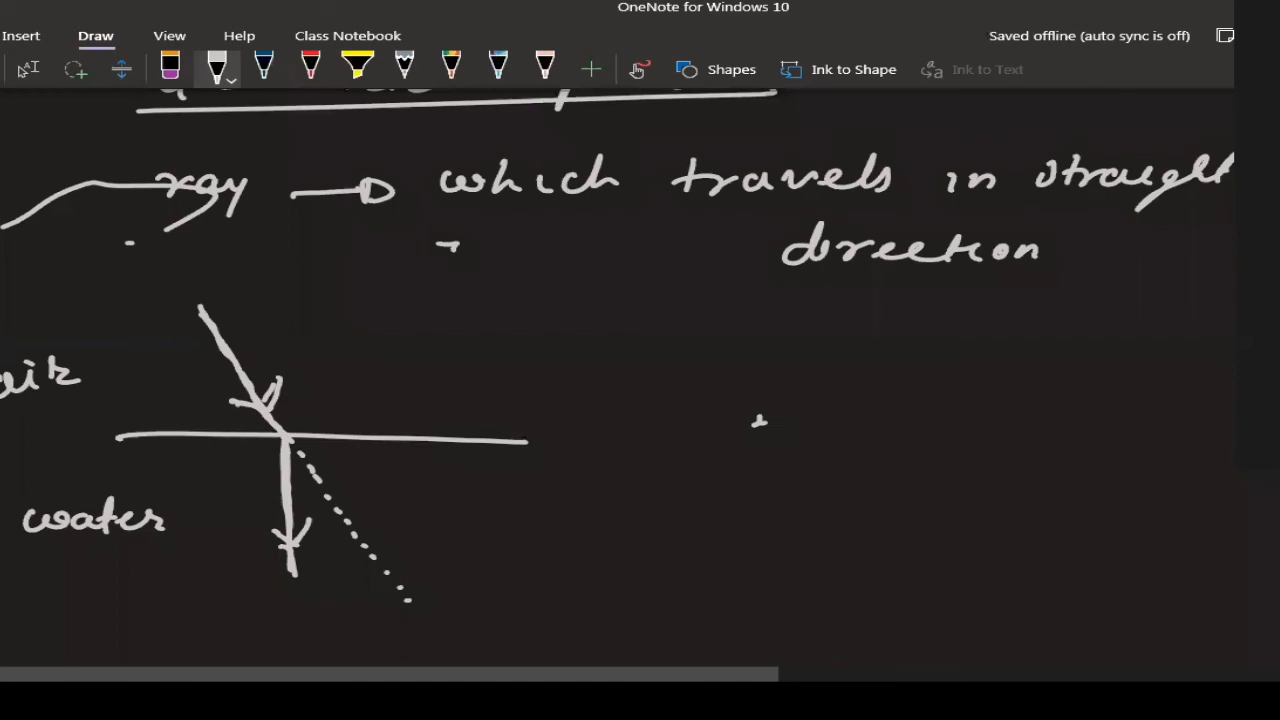 OneNote for Windows 10
Insert Draw View Help Class Notebook Saved offline (auto sync is off)
Shapes Ink to Shape Ink to Text
ray which travels in straight
direction
air
water